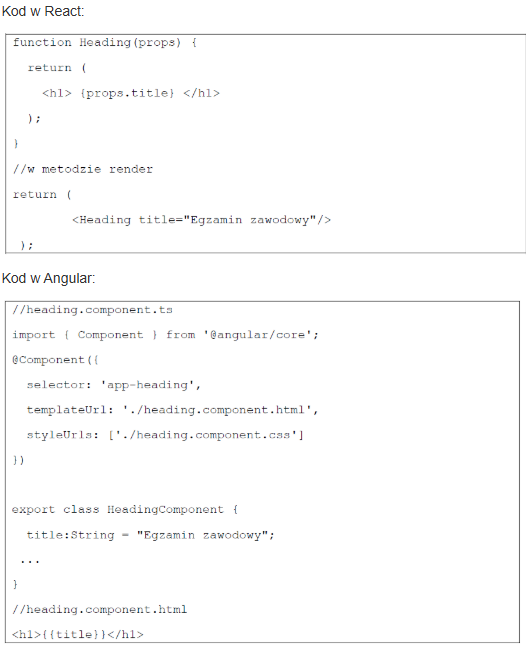 Kod w React:
function Heading(props) {
return (
<h1> {props.title} </h1>
);
}
//w metodzie render
return (
<Heading title="Egzamin zawodowy"/>
);
Kod w Angular:
//heading.component.ts
import { Component } from '@angular/core';
@Component({
selector: 'app-heading',
templateUrl: './heading.component.html',
styleUrls: ['./heading.component.css']
})
export class HeadingComponent {
title:String = "Egzamin zawodowy";
...
}
//heading.component.html
<h1>{{title}}</h1>